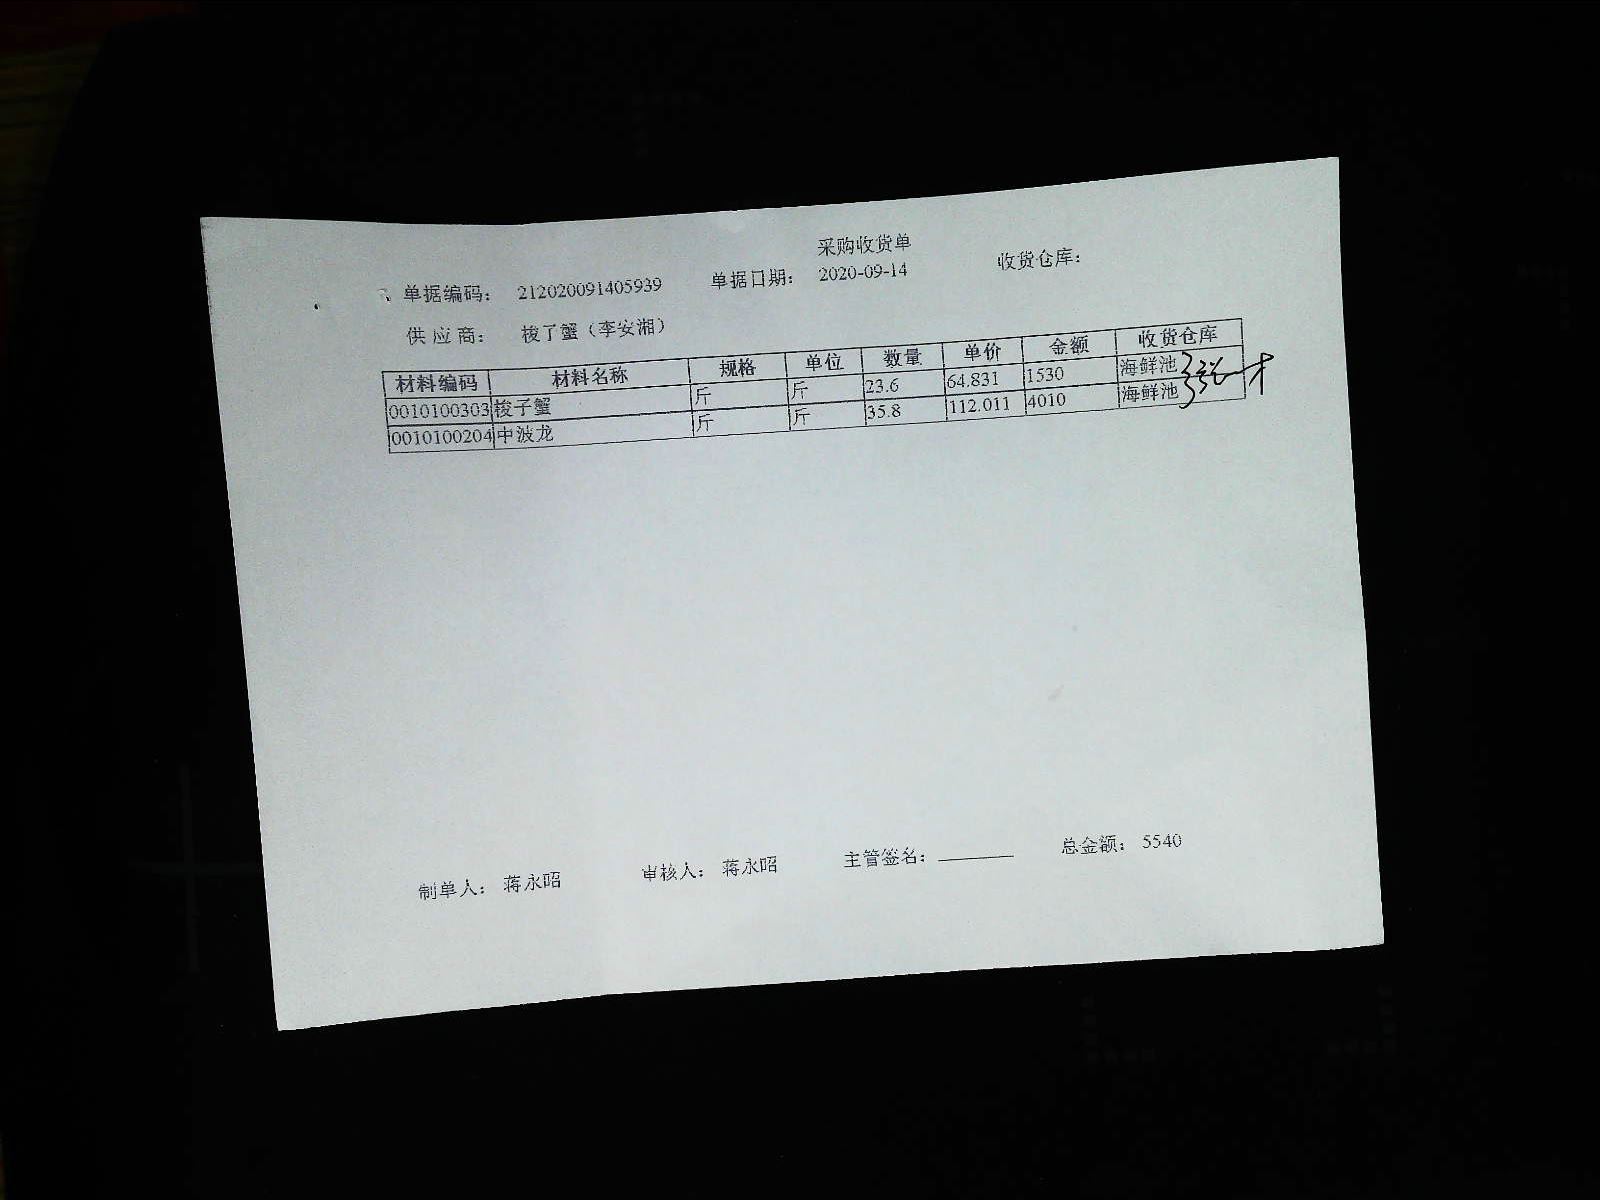 采购收货单
单据编码： 212020091405939 单据日期： 2020-09-14 收货仓库：
供应商： 梭了蟹（李安湘）
材料编码 材料名称 规格 单位 数量 单价 金额 收货仓库
0010100303 梭子蟹 斤 斤 23.6 64.831 1530 海鲜池
0010100204 中波龙 斤 斤 35.8 112.011 4010 海鲜池
制单人： 蒋永昭 审核人： 蒋永昭 主管签名： 总金额： 5540